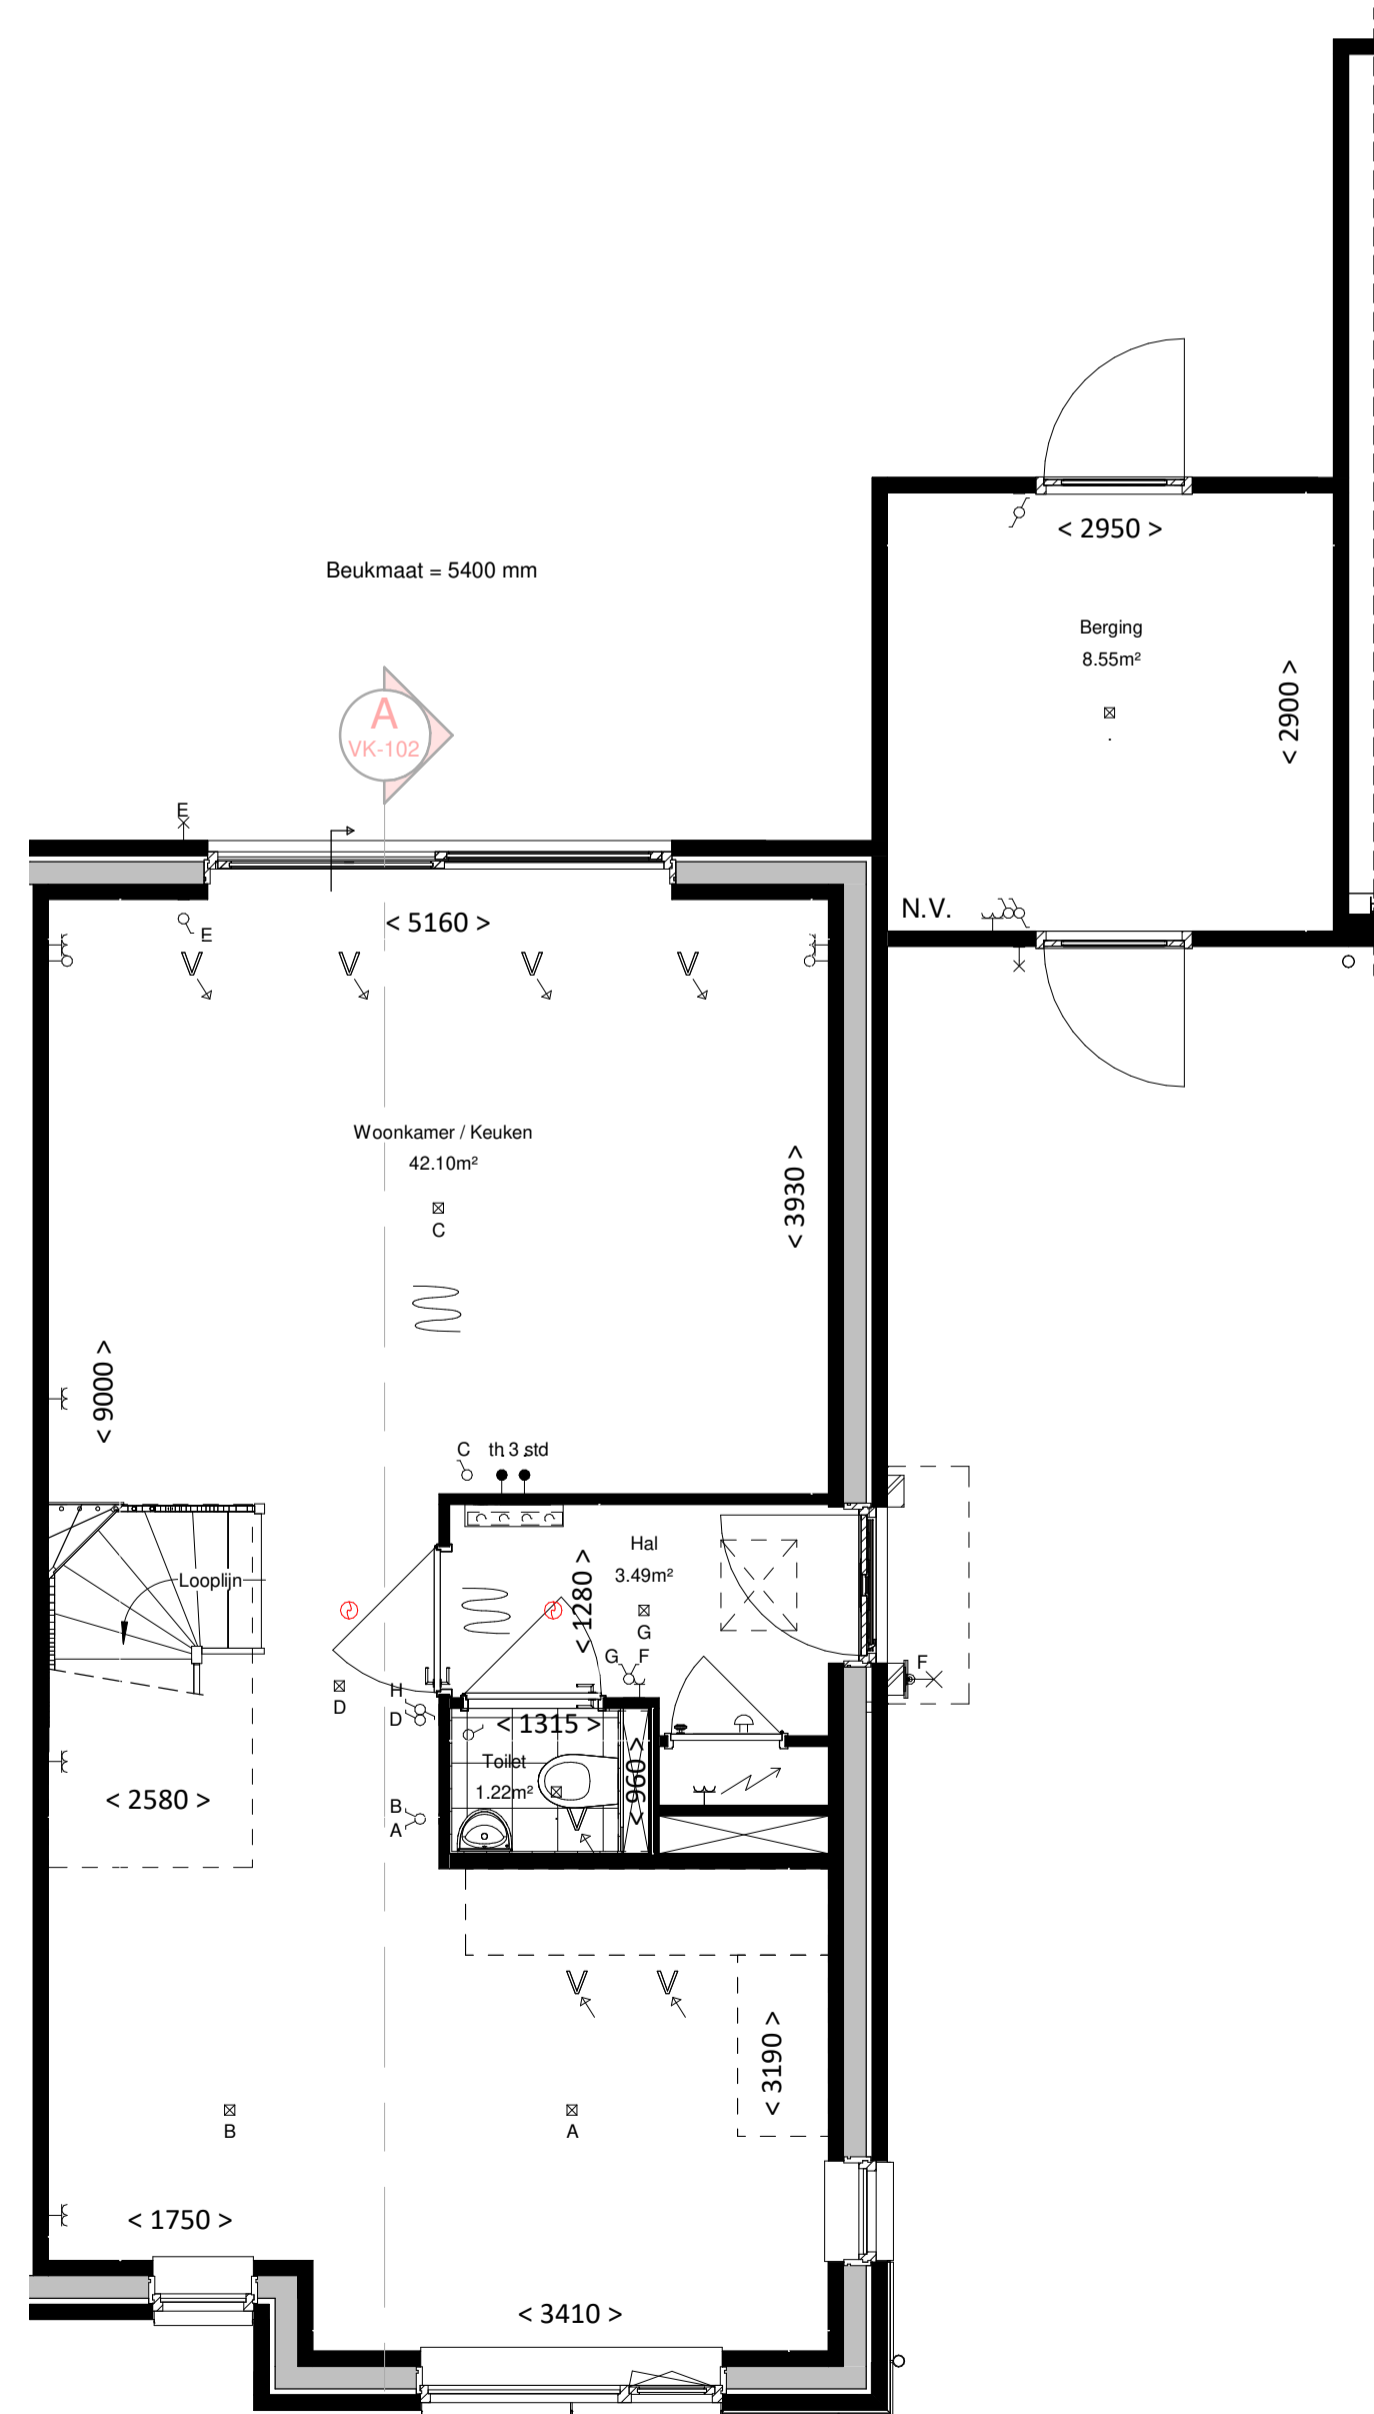 < 2950 >
Beukmaat = 5400 mm
Berging
8.55m²
< 2900 >
A
VK-102
E
N.V.
< 5160 >
E
V V V V
Woonkamer / Keuken
42.10m²
< 3930 >
C
< 9000 >
C th. 3 std
Hal
3.49m²
< 1280 >
Looplijn
G
G F
F
H
D
D
< 1315 >
Toilet
1.22m²
< 960 >
< 2580 >
B
A
V
V V
< 3190 >
B
A
< 1750 >
< 3410 >